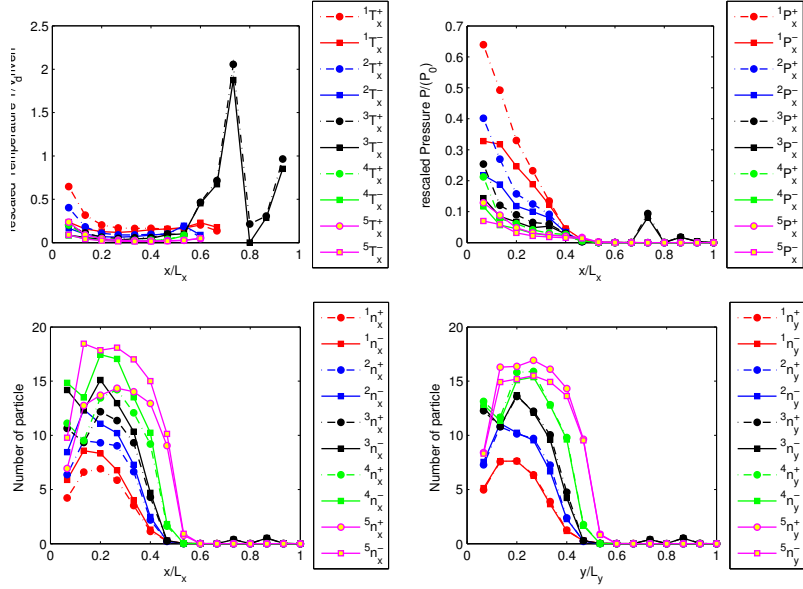 rescaled Temperature T/T_driven
2.5
2
1.5
1
0.5
0
0 0.2 0.4 0.6 0.8 1
x/L_x
^1T_x^+
^1T_x^-
^2T_x^+
^2T_x^-
^3T_x^+
^3T_x^-
^4T_x^+
^4T_x^-
^5T_x^+
^5T_x^-
rescaled Pressure P/(P_0)
0.7
0.6
0.5
0.4
0.3
0.2
0.1
0
0 0.2 0.4 0.6 0.8 1
x/L_x
^1P_x^+
^1P_x^-
^2P_x^+
^2P_x^-
^3P_x^+
^3P_x^-
^4P_x^+
^4P_x^-
^5P_x^+
^5P_x^-
Number of particle
20
15
10
5
0
0 0.2 0.4 0.6 0.8 1
x/L_x
^1n_x^+
^1n_x^-
^2n_x^+
^2n_x^-
^3n_x^+
^3n_x^-
^4n_x^+
^4n_x^-
^5n_x^+
^5n_x^-
Number of particle
20
15
10
5
0
0 0.2 0.4 0.6 0.8 1
y/L_y
^1n_y^+
^1n_y^-
^2n_y^+
^2n_y^-
^3n_y^+
^3n_y^-
^4n_y^+
^4n_y^-
^5n_y^+
^5n_y^-